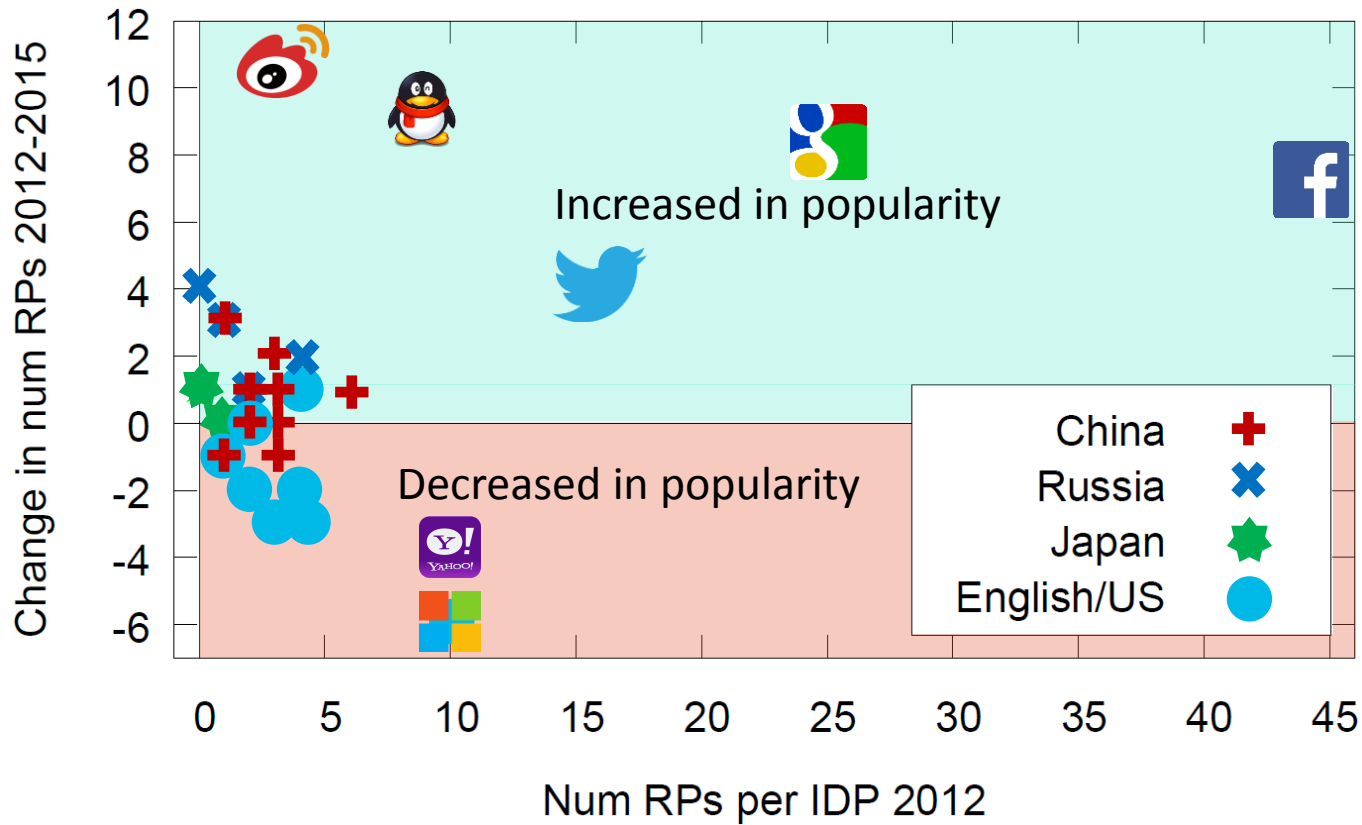 Change in num RPs 2012-2015
12
10
8
6
4
2
0
-2
-4
-6
Increased in popularity
Decreased in popularity
Y!
YAHOO!
g
f
China
Russia
Japan
English/US
0 5 10 15 20 25 30 35 40 45
Num RPs per IDP 2012